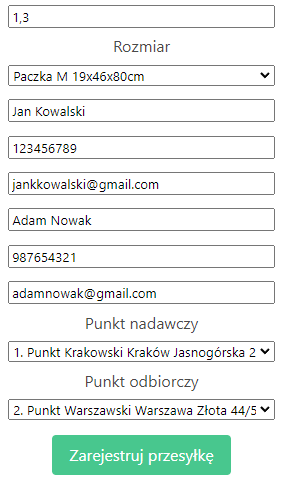 1,3
Rozmiar
Paczka M 19x46x80cm
Jan Kowalski
123456789
jankkowalski@gmail.com
Adam Nowak
987654321
adamnowak@gmail.com
Punkt nadawczy
1. Punkt Krakowski Kraków Jasnogórska 2
Punkt odbiorczy
2. Punkt Warszawski Warszawa Złota 44/5
Zarejestruj przesyłkę